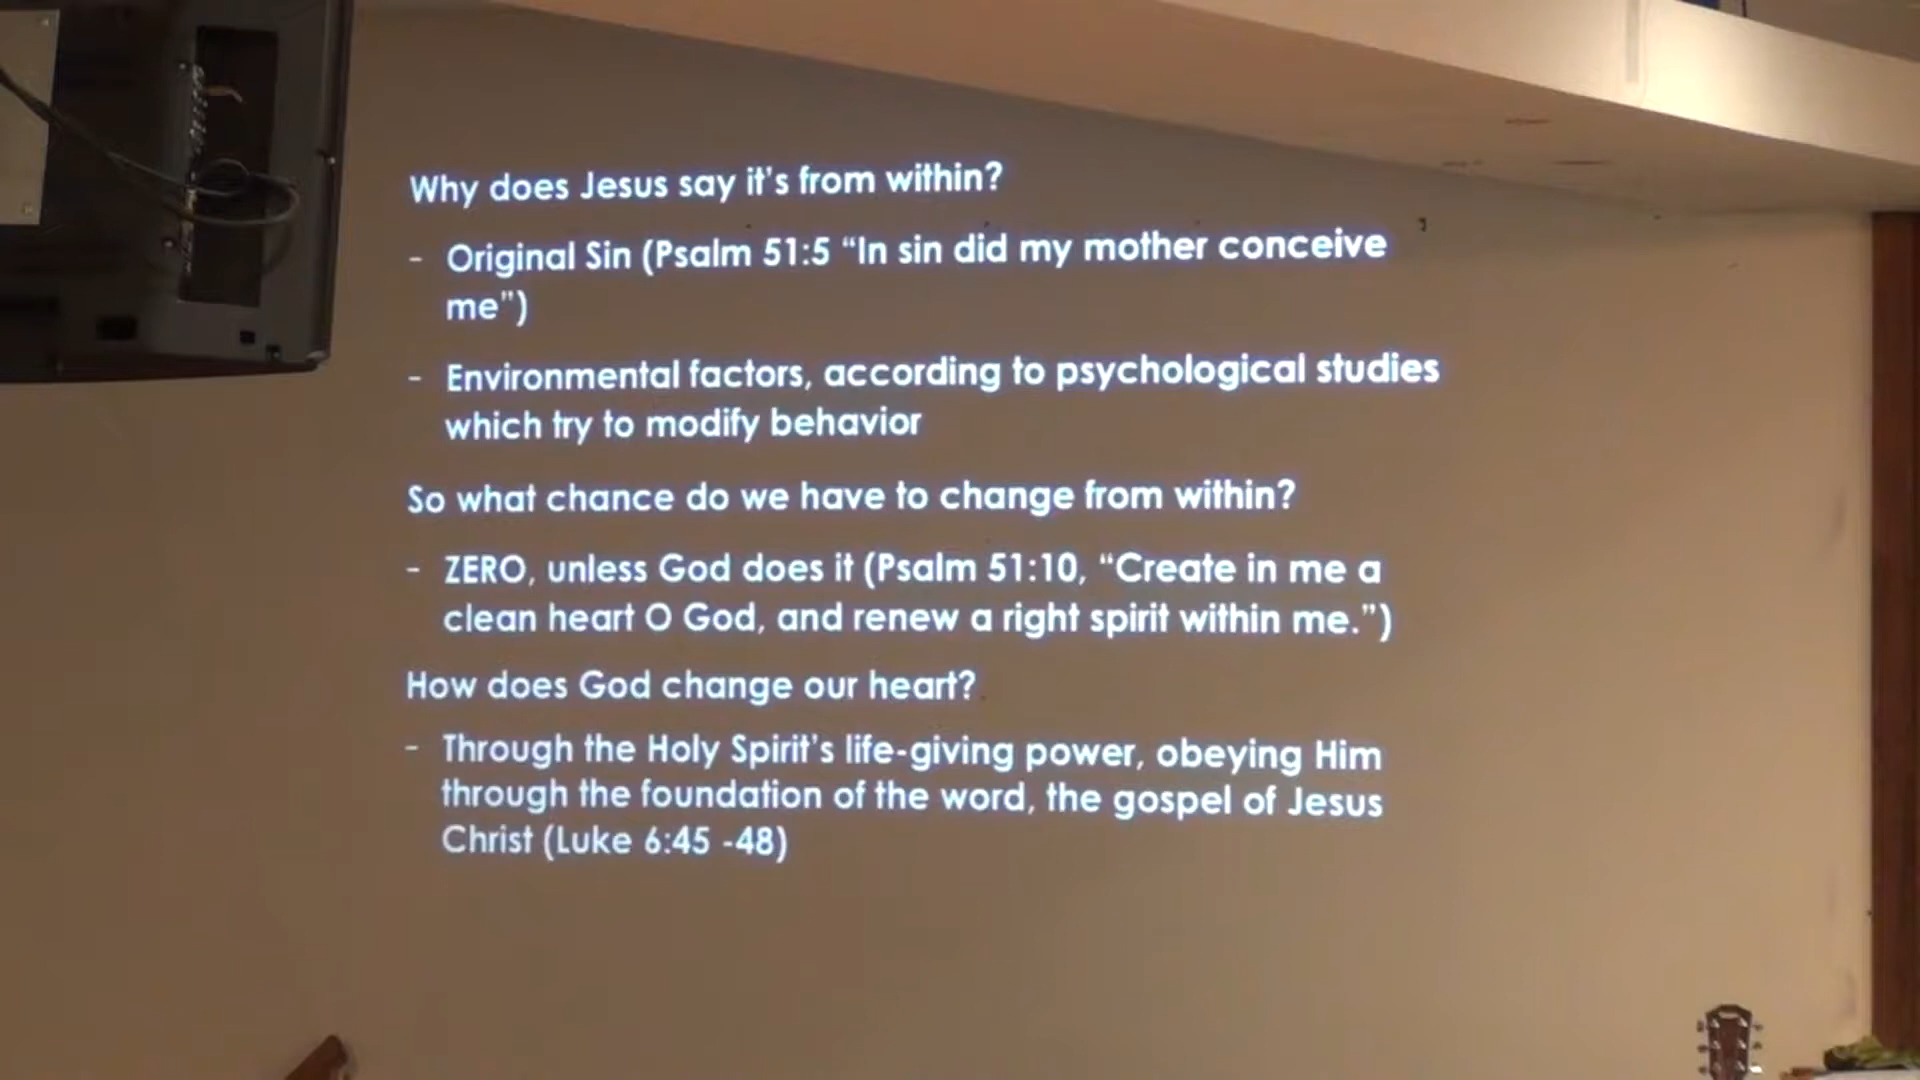 Why does Jesus say it's from within?
- Original Sin (Psalm 51:5 “In sin did my mother conceive
me”)
- Environmental factors, according to psychological studies
which try to modify behavior
So what chance do we have to change from within?
- ZERO, unless God does it (Psalm 51:10, “Create in me a
clean heart O God, and renew a right spirit within me.”)
How does God change our heart?
- Through the Holy Spirit's life-giving power, obeying Him
through the foundation of the word, the gospel of Jesus
Christ (Luke 6:45 -48)